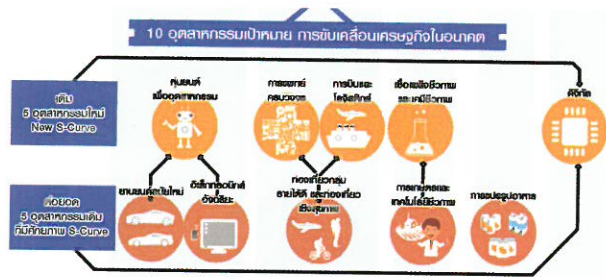 10 อุตสาหกรรมเป้าหมาย การขับเคลื่อนเศรษฐกิจในอนาคต
เติม
5 อุตสาหกรรมใหม่
New S-Curve
หุ่นยนต์
เพื่ออุตสาหกรรม
การแพทย์
ครบวงจร
การบินและ
โลจิสติกส์
เชื้อเพลิงชีวภาพ
และเคมีชีวภาพ
ดิจิทัล
ต่อยอด
5 อุตสาหกรรมเดิม
ที่มีศักยภาพ S-Curve
ยานยนต์สมัยใหม่
อิเล็กทรอนิกส์
อัจฉริยะ
ท่องเที่ยวกลุ่ม
รายได้ดี และท่องเที่ยว
เชิงสุขภาพ
การเกษตรและ
เทคโนโลยีชีวภาพ
การแปรรูปอาหาร